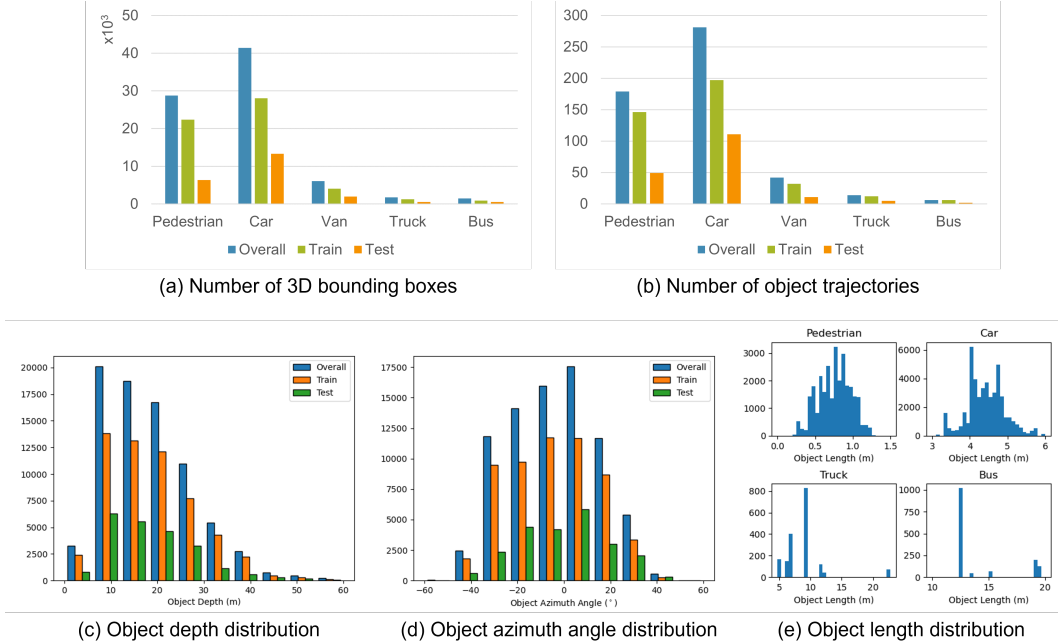 x10³
50
40
30
20
10
0
Pedestrian Car Van Truck Bus
Overall Train Test
(a) Number of 3D bounding boxes
300
250
200
150
100
50
0
Pedestrian Car Van Truck Bus
Overall Train Test
(b) Number of object trajectories
20000
17500
15000
12500
10000
7500
5000
2500
0
0 10 20 30 40 50 60
Object Depth (m)
Overall
Train
Test
(c) Object depth distribution
17500
15000
12500
10000
7500
5000
2500
0
−60 −40 −20 0 20 40 60
Object Azimuth Angle (°)
Overall
Train
Test
(d) Object azimuth angle distribution
Pedestrian
3000
2000
1000
0
0.0 0.5 1.0 1.5
Object Length (m)
Car
6000
4000
2000
0
3 4 5 6
Object Length (m)
Truck
800
600
400
200
0
5 10 15 20
Object Length (m)
Bus
1000
750
500
250
0
10 15 20
Object Length (m)
(e) Object length distribution